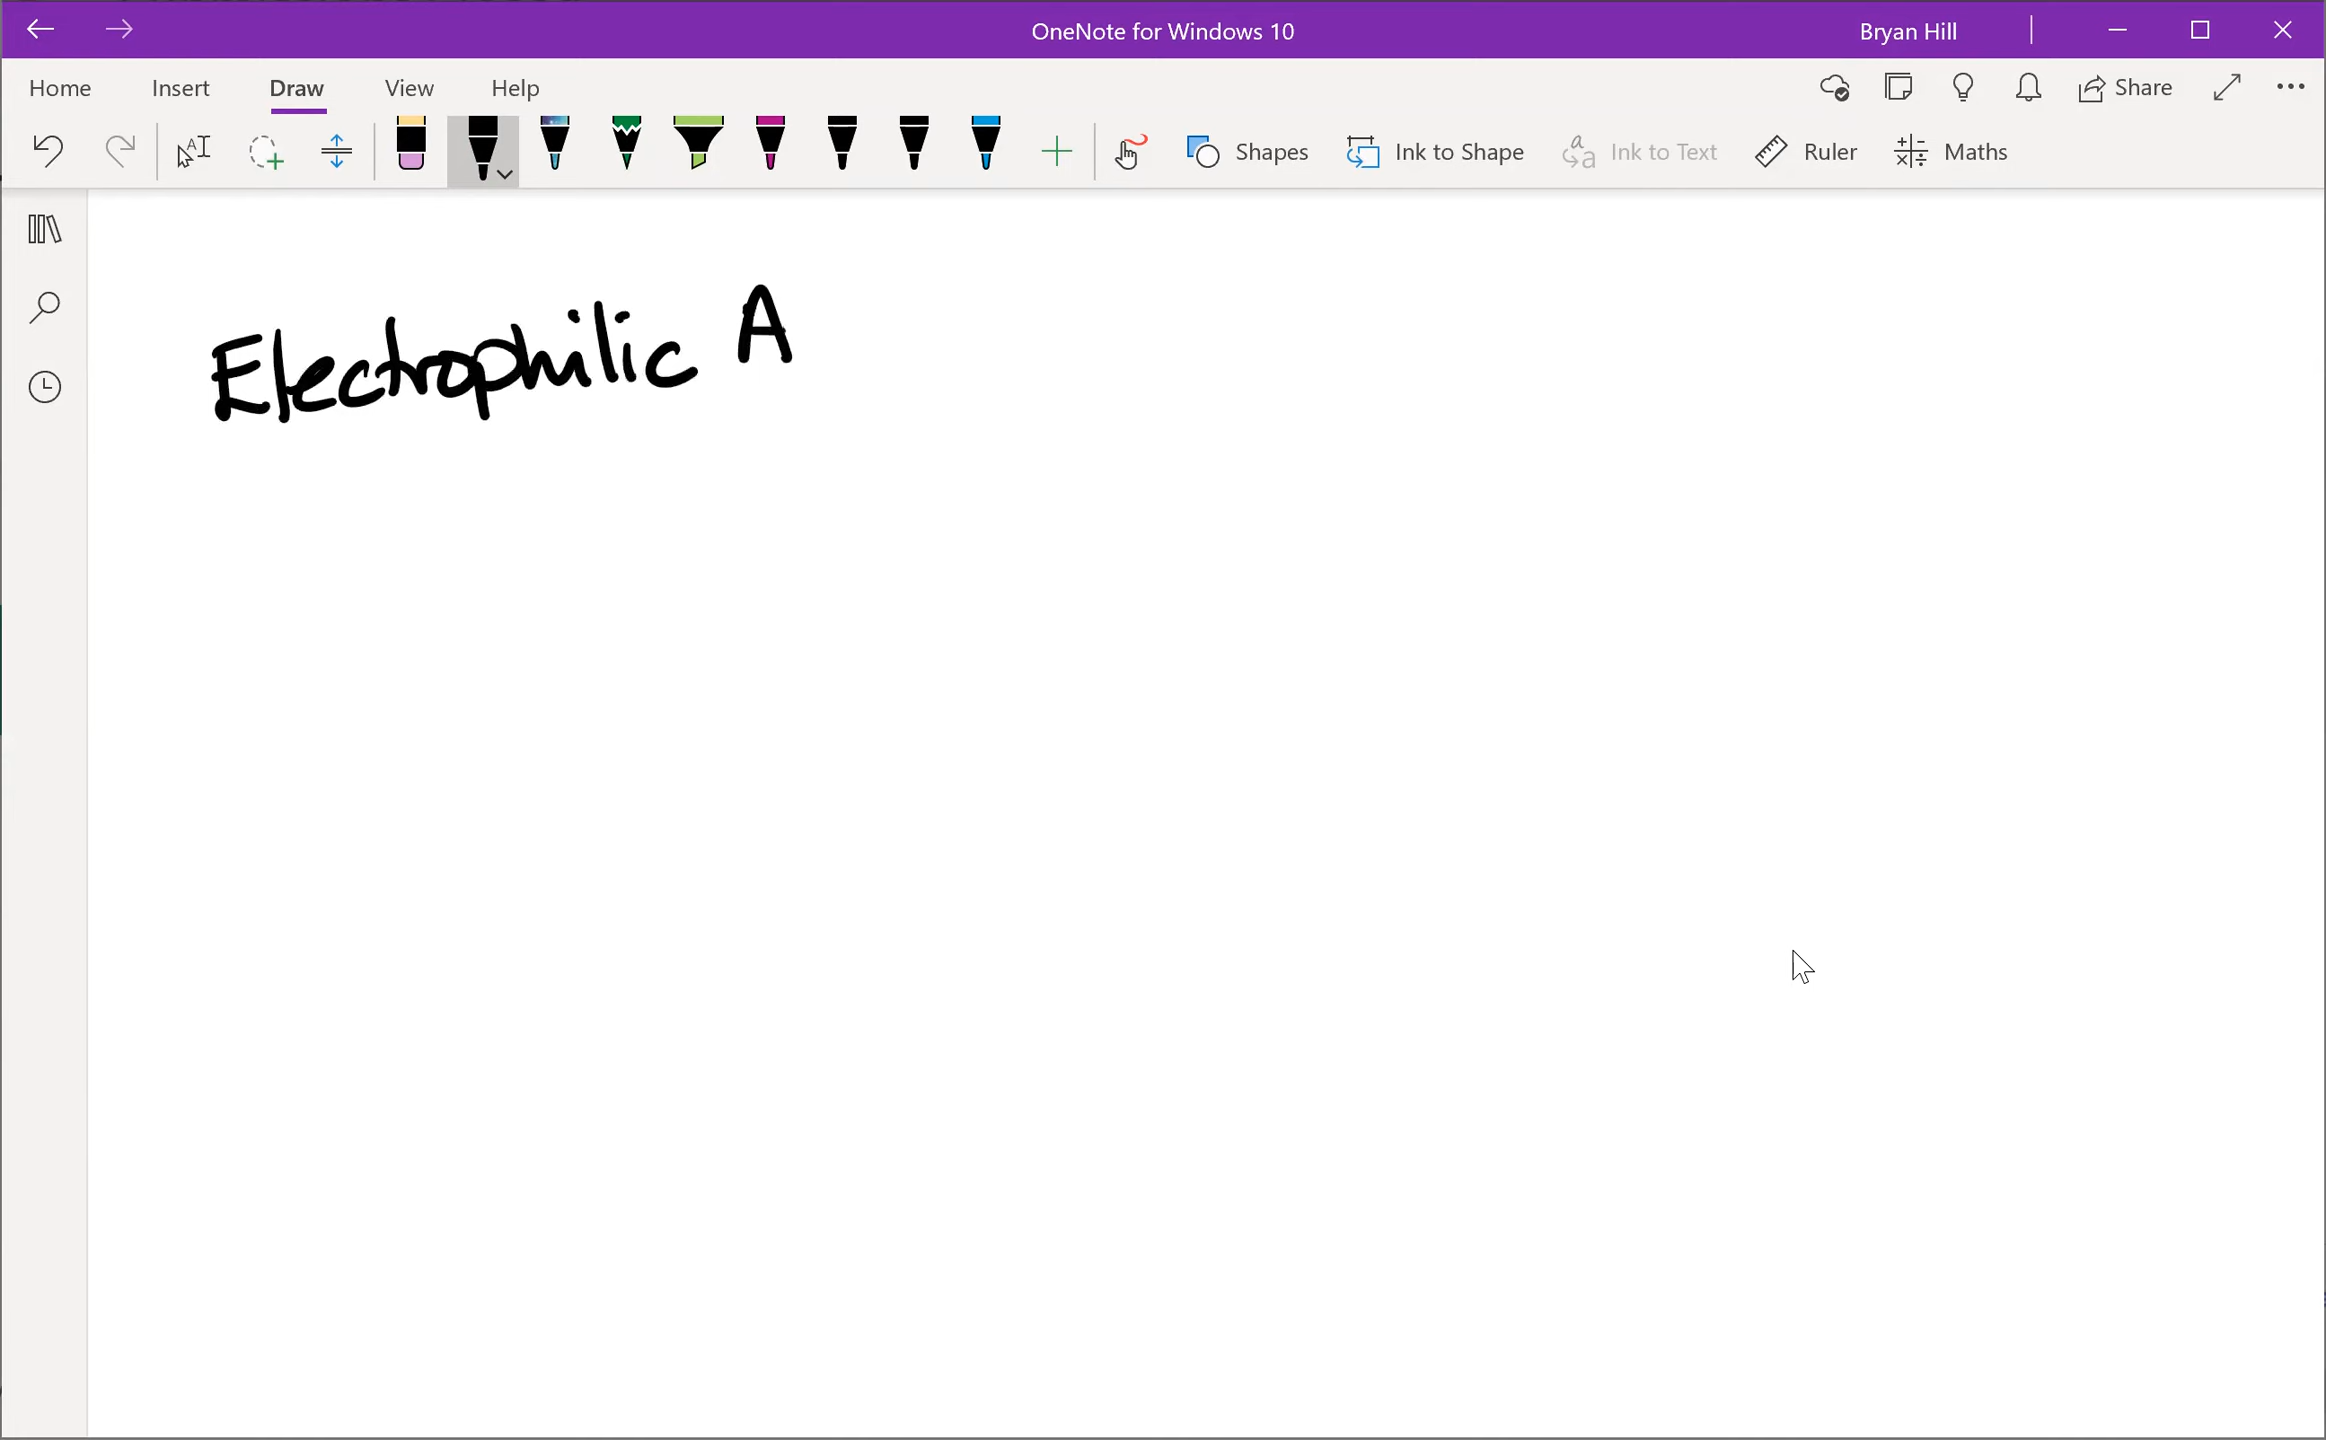 OneNote for Windows 10 Bryan Hill
Home Insert Draw View Help Share
Shapes Ink to Shape Ink to Text Ruler Maths
Electrophilic A